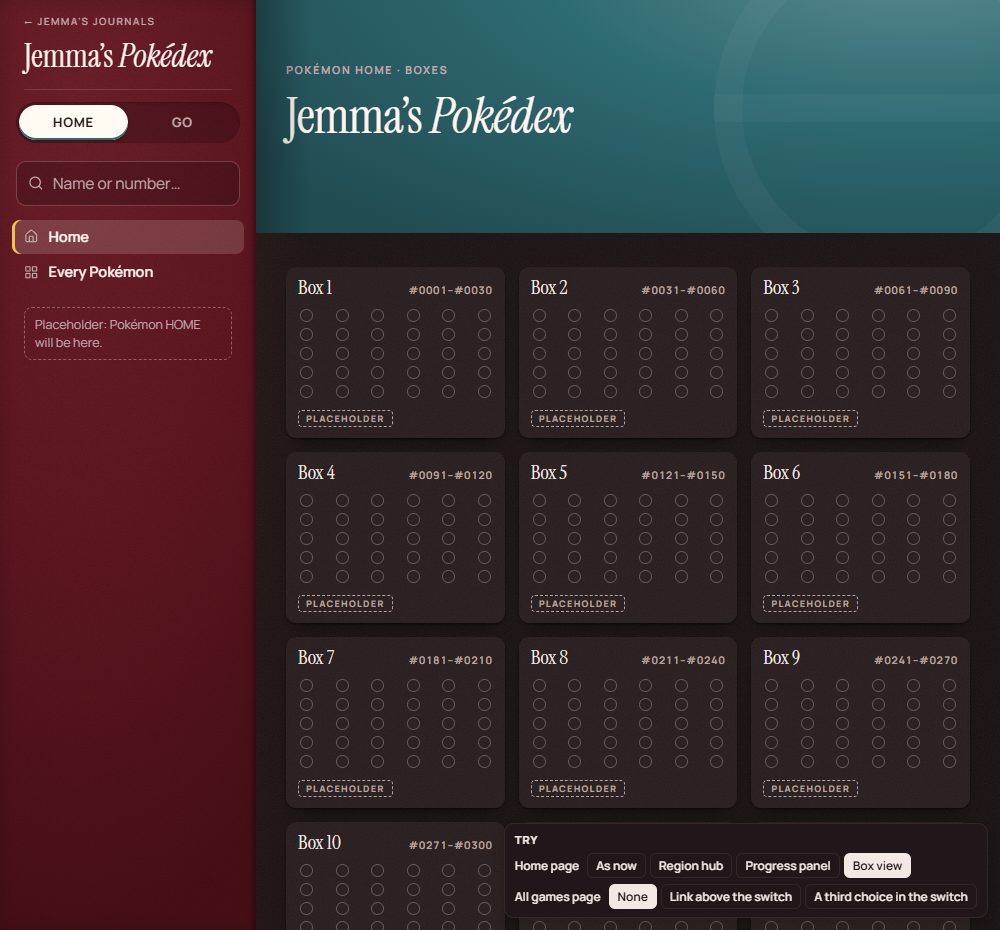 ← JEMMA'S JOURNALS
Jemma’s Pokédex
HOME GO
Name or number...
Home
Every Pokémon
Placeholder: Pokémon HOME
will be here.
POKÉMON HOME · BOXES
Jemma’s Pokédex
Box 1 #0001–#0030
PLACEHOLDER
Box 2 #0031–#0060
PLACEHOLDER
Box 3 #0061–#0090
PLACEHOLDER
Box 4 #0091–#0120
PLACEHOLDER
Box 5 #0121–#0150
PLACEHOLDER
Box 6 #0151–#0180
PLACEHOLDER
Box 7 #0181–#0210
PLACEHOLDER
Box 8 #0211–#0240
PLACEHOLDER
Box 9 #0241–#0270
PLACEHOLDER
Box 10 #0271–#0300
TRY
Home page As now Region hub Progress panel Box view
All games page None Link above the switch A third choice in the switch